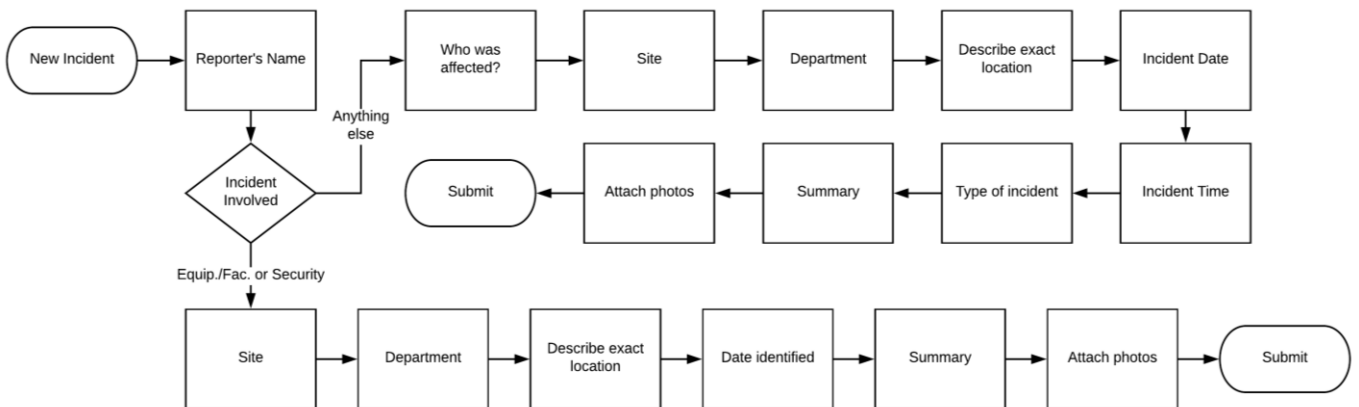 New Incident
Reporter's Name
Who was
affected?
Site
Department
Describe exact
location
Incident Date
Anything
else
Incident
Involved
Submit
Attach photos
Summary
Type of incident
Incident Time
Equip./Fac. or Security
Site
Department
Describe exact
location
Date identified
Summary
Attach photos
Submit